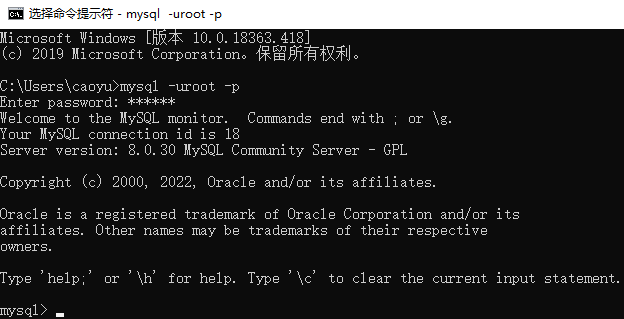 选择命令提示符 - mysql  -uroot -p
Microsoft Windows [版本 10.0.18363.418]
(c) 2019 Microsoft Corporation。保留所有权利。
C:\Users\caoyu>mysql -uroot -p
Enter password: ******
Welcome to the MySQL monitor.  Commands end with ; or \g.
Your MySQL connection id is 18
Server version: 8.0.30 MySQL Community Server - GPL
Copyright (c) 2000, 2022, Oracle and/or its affiliates.
Oracle is a registered trademark of Oracle Corporation and/or its
affiliates. Other names may be trademarks of their respective
owners.
Type 'help;' or '\h' for help. Type '\c' to clear the current input statement.
mysql>